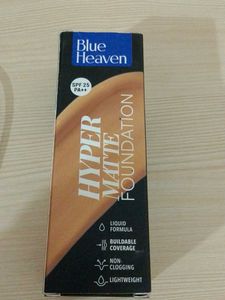 Blue
Heaven
SPF 25
PA++
HYPER
MATTE
FOUNDATION
LIQUID
FORMULA
BUILDABLE
COVERAGE
NON-
CLOGGING
LIGHTWEIGHT